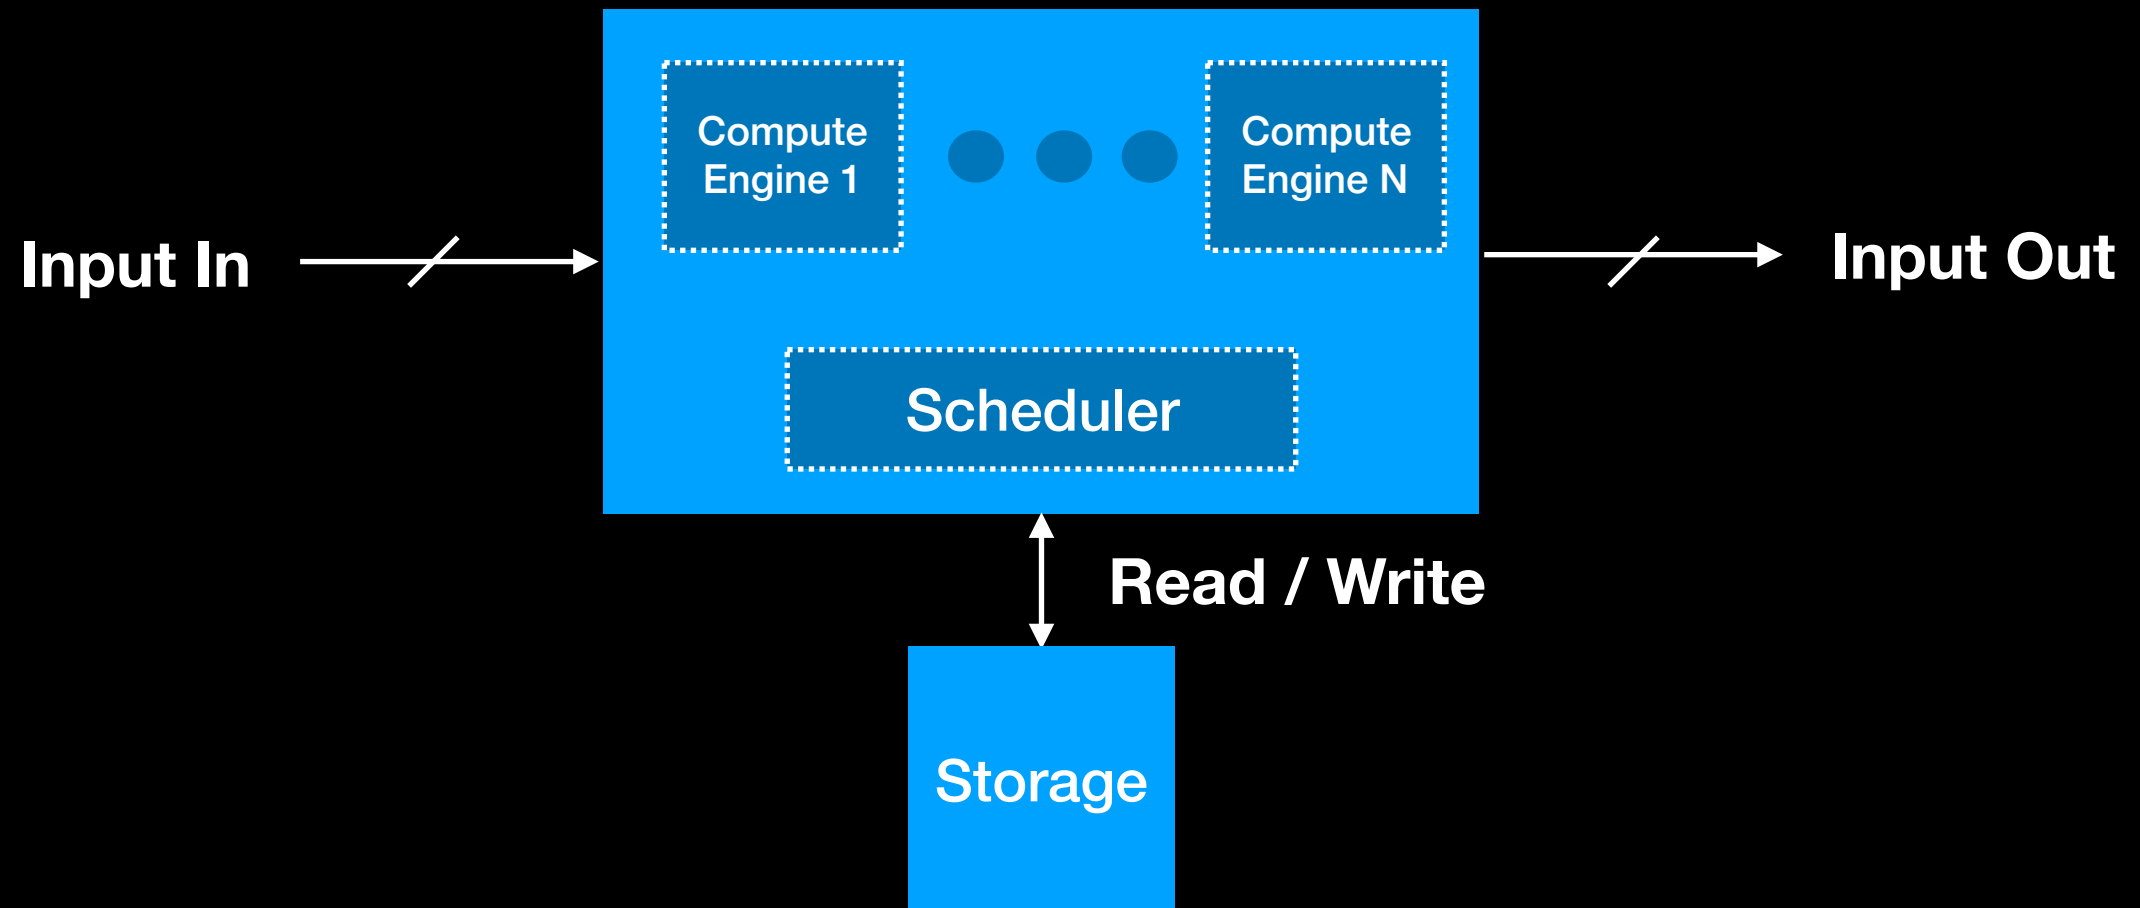 Compute
Engine 1
Compute
Engine N
Input In
Input Out
Scheduler
Read / Write
Storage